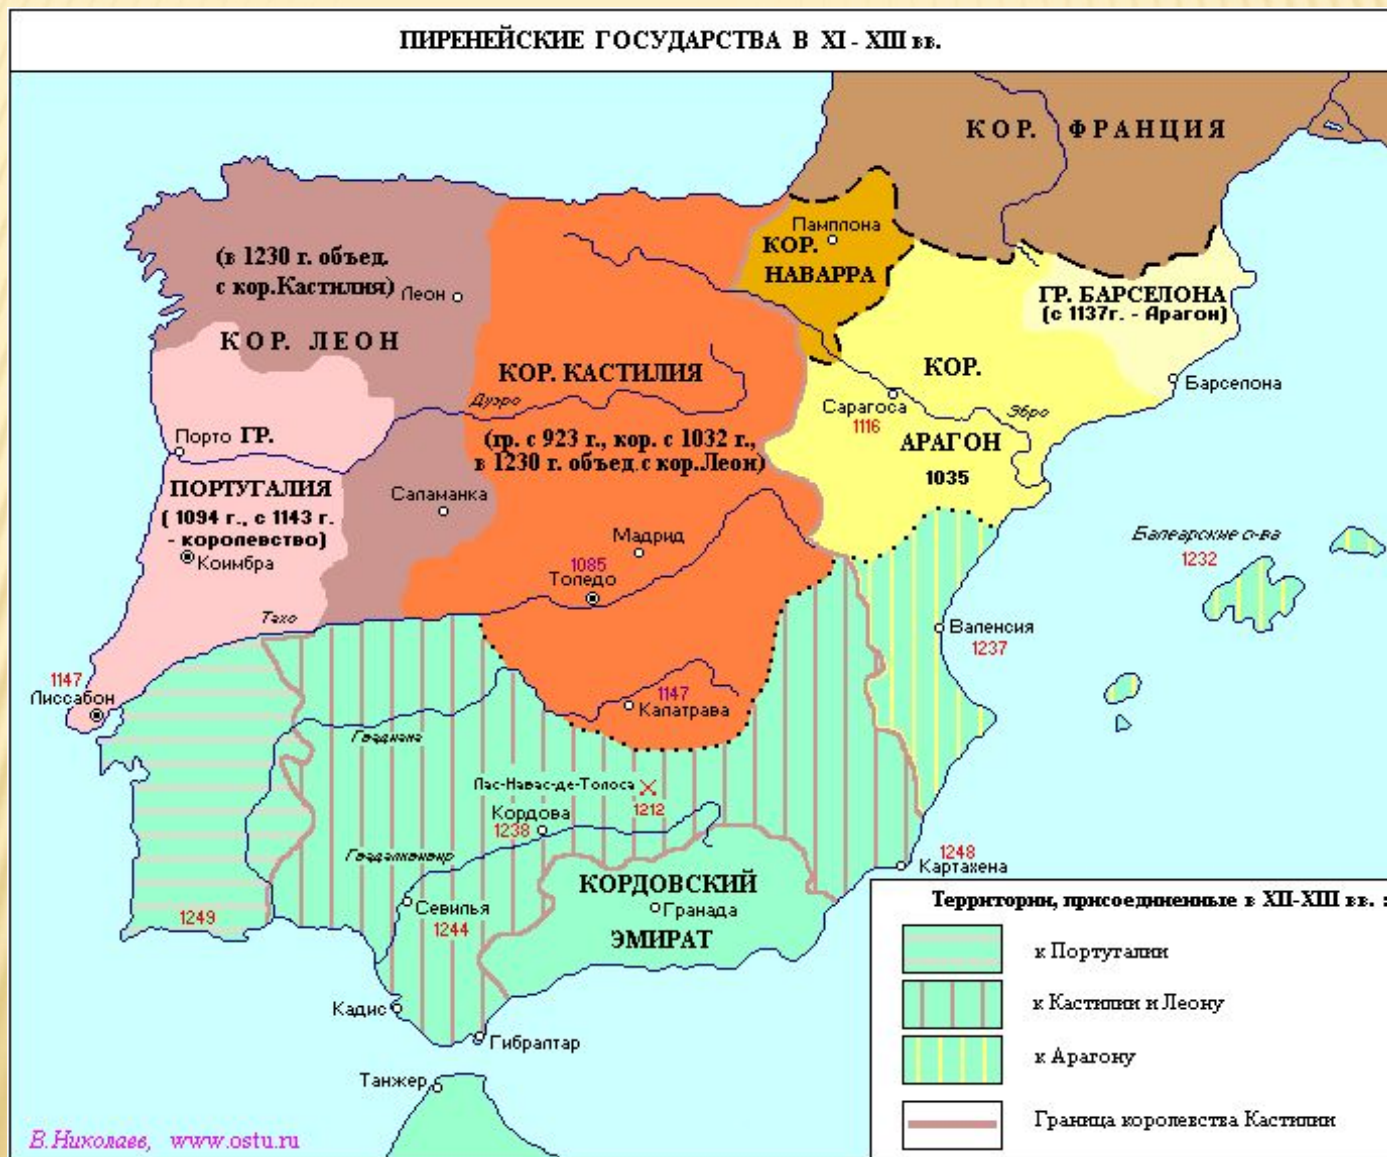 ПИРЕНЕЙСКИЕ ГОСУДАРСТВА В XI - XIII вв.
КОР. ФРАНЦИЯ
Памплона
КОР.
НАВАРРА
(в 1230 г. объед.
с кор.Кастилия)
Леон
КОР. ЛЕОН
ГР. БАРСЕЛОНА
(с 1137г. - Арагон)
Барселона
КОР. КАСТИЛИЯ
Дуэро
(гр. с 923 г., кор. с 1032 г.,
в 1230 г. объед. с кор.Леон)
КОР.
Сарагоса
1116
Эбро
АРАГОН
1035
Порто ГР.
ПОРТУГАЛИЯ
( 1094 г., с 1143 г.
- королевство)
Коимбра
Саламанка
Мадрид
1085
Толедо
Тахо
Балеарские о-ва
1232
Валенсия
1237
1147
Лиссабон
1147
Калатрава
Гвадиана
Лас-Навас-де-Толоса
1212
Кордова
1238
Гвадалквивир
1248
Картахена
КОРДОВСКИЙ
Гранада
ЭМИРАТ
Севилья
1244
1249
Кадис
Гибралтар
Танжер
Территории, присоединенные в XII-XIII вв. :
к Португалии
к Кастилии и Леону
к Арагону
Граница королевства Кастилии
В.Николаев, www.ostu.ru